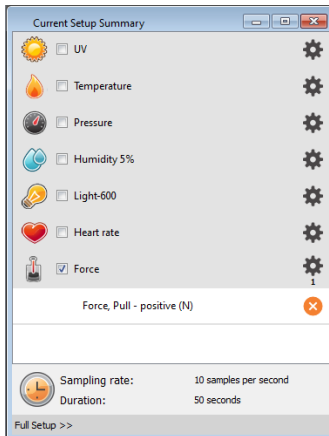 Current Setup Summary
UV
Temperature
Pressure
Humidity 5%
Light-600
Heart rate
Force
1
Force, Pull - positive (N)
Sampling rate: 10 samples per second
Duration: 50 seconds
Full Setup >>